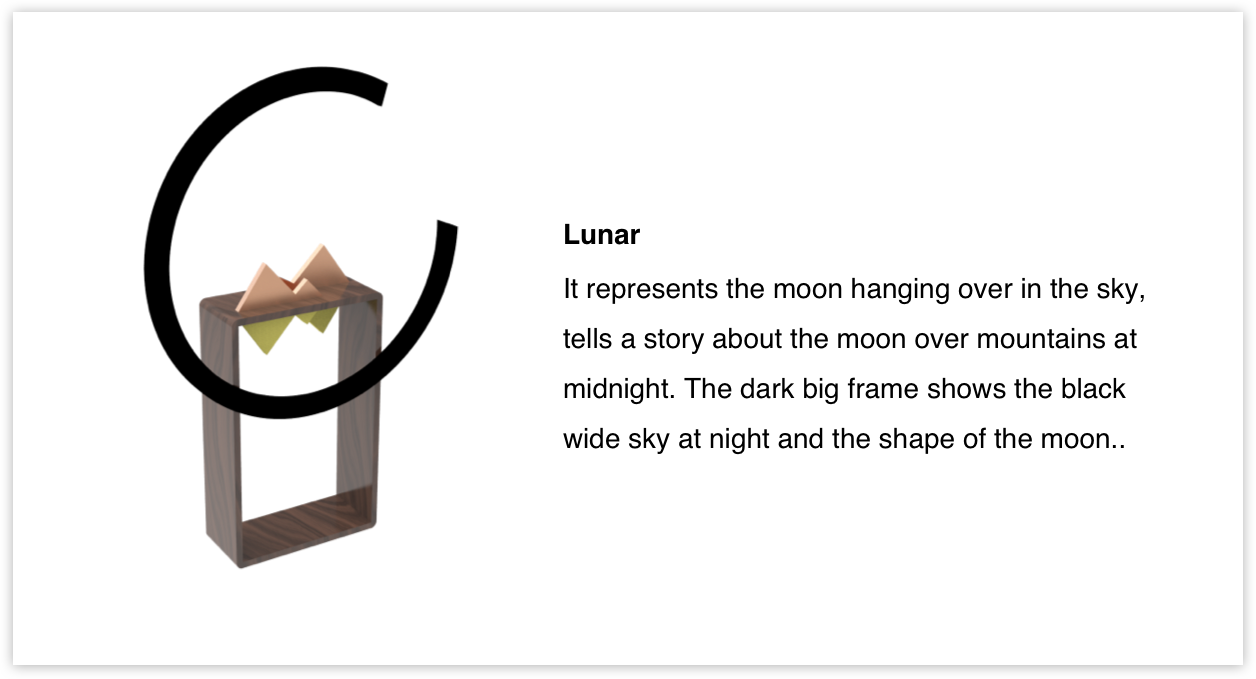 Lunar
It represents the moon hanging over in the sky,
tells a story about the moon over mountains at
midnight. The dark big frame shows the black
wide sky at night and the shape of the moon..